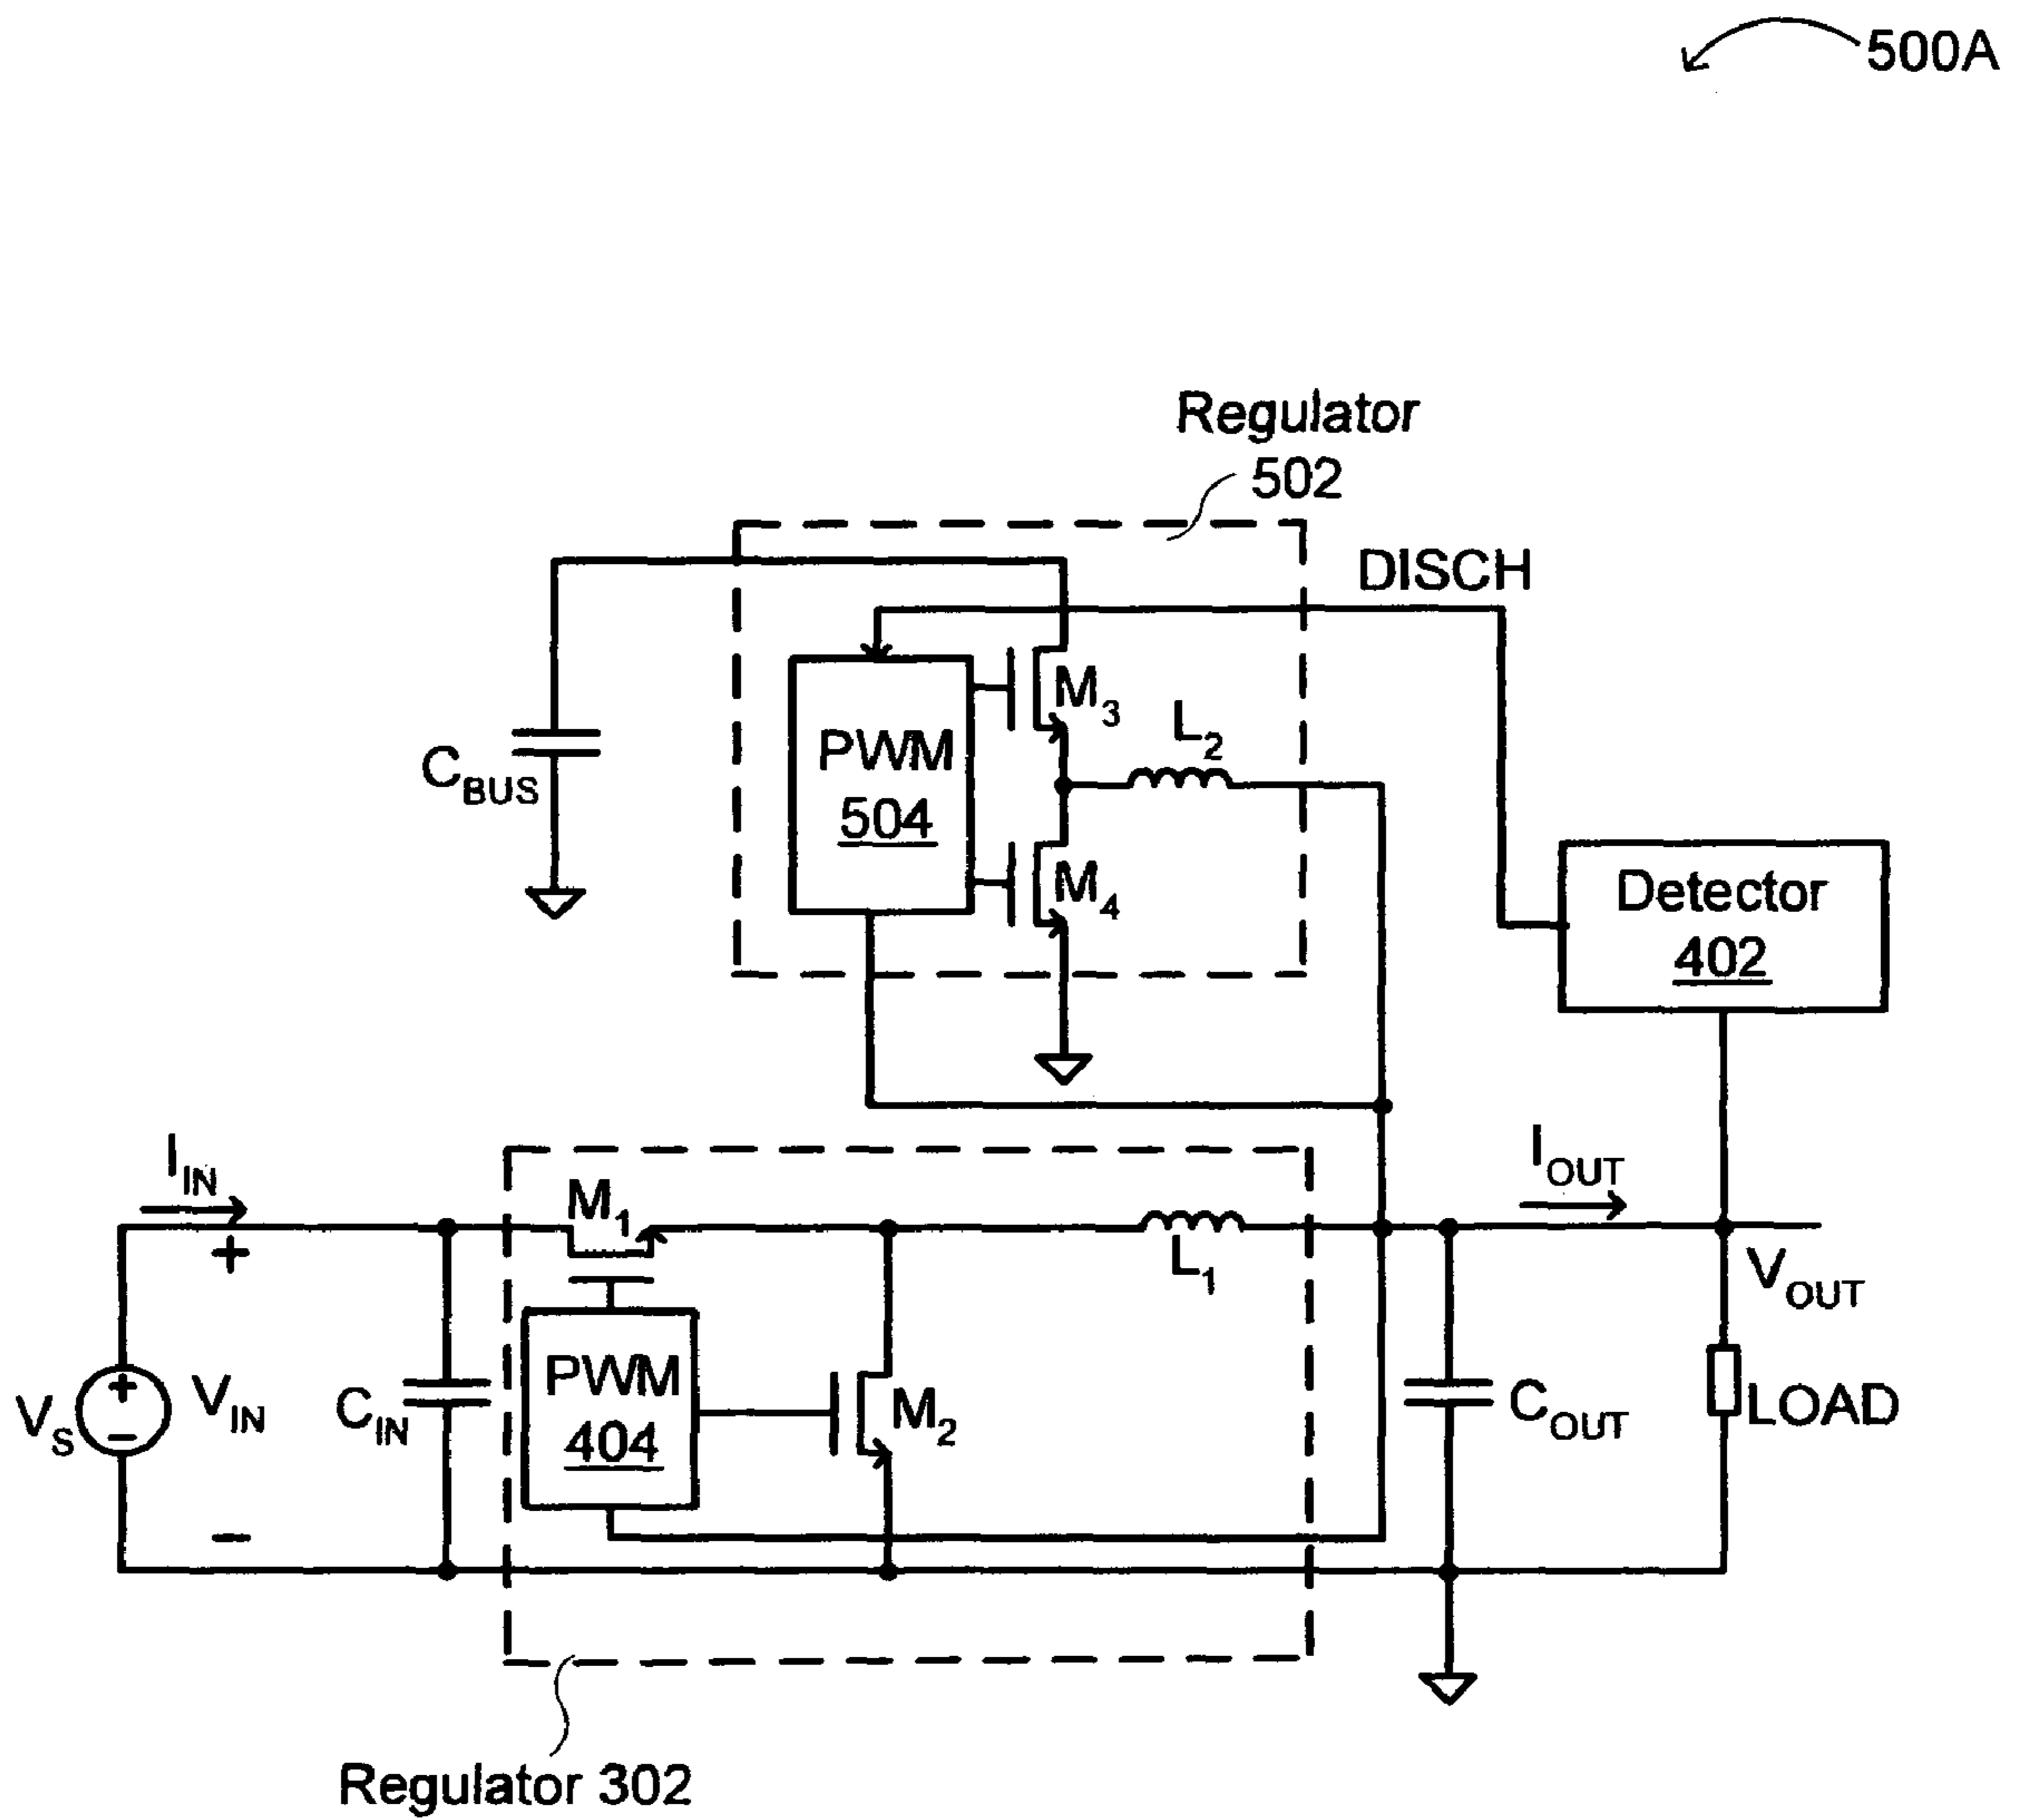 500A
Regulator
502
DISCH
M3
L2
PWM
504
CBUS
M4
Detector
402
IIN
M1
IOUT
+
L1
VOUT
PWM
404
VS
+
−
VIN
CIN
M2
COUT
LOAD
−
Regulator 302